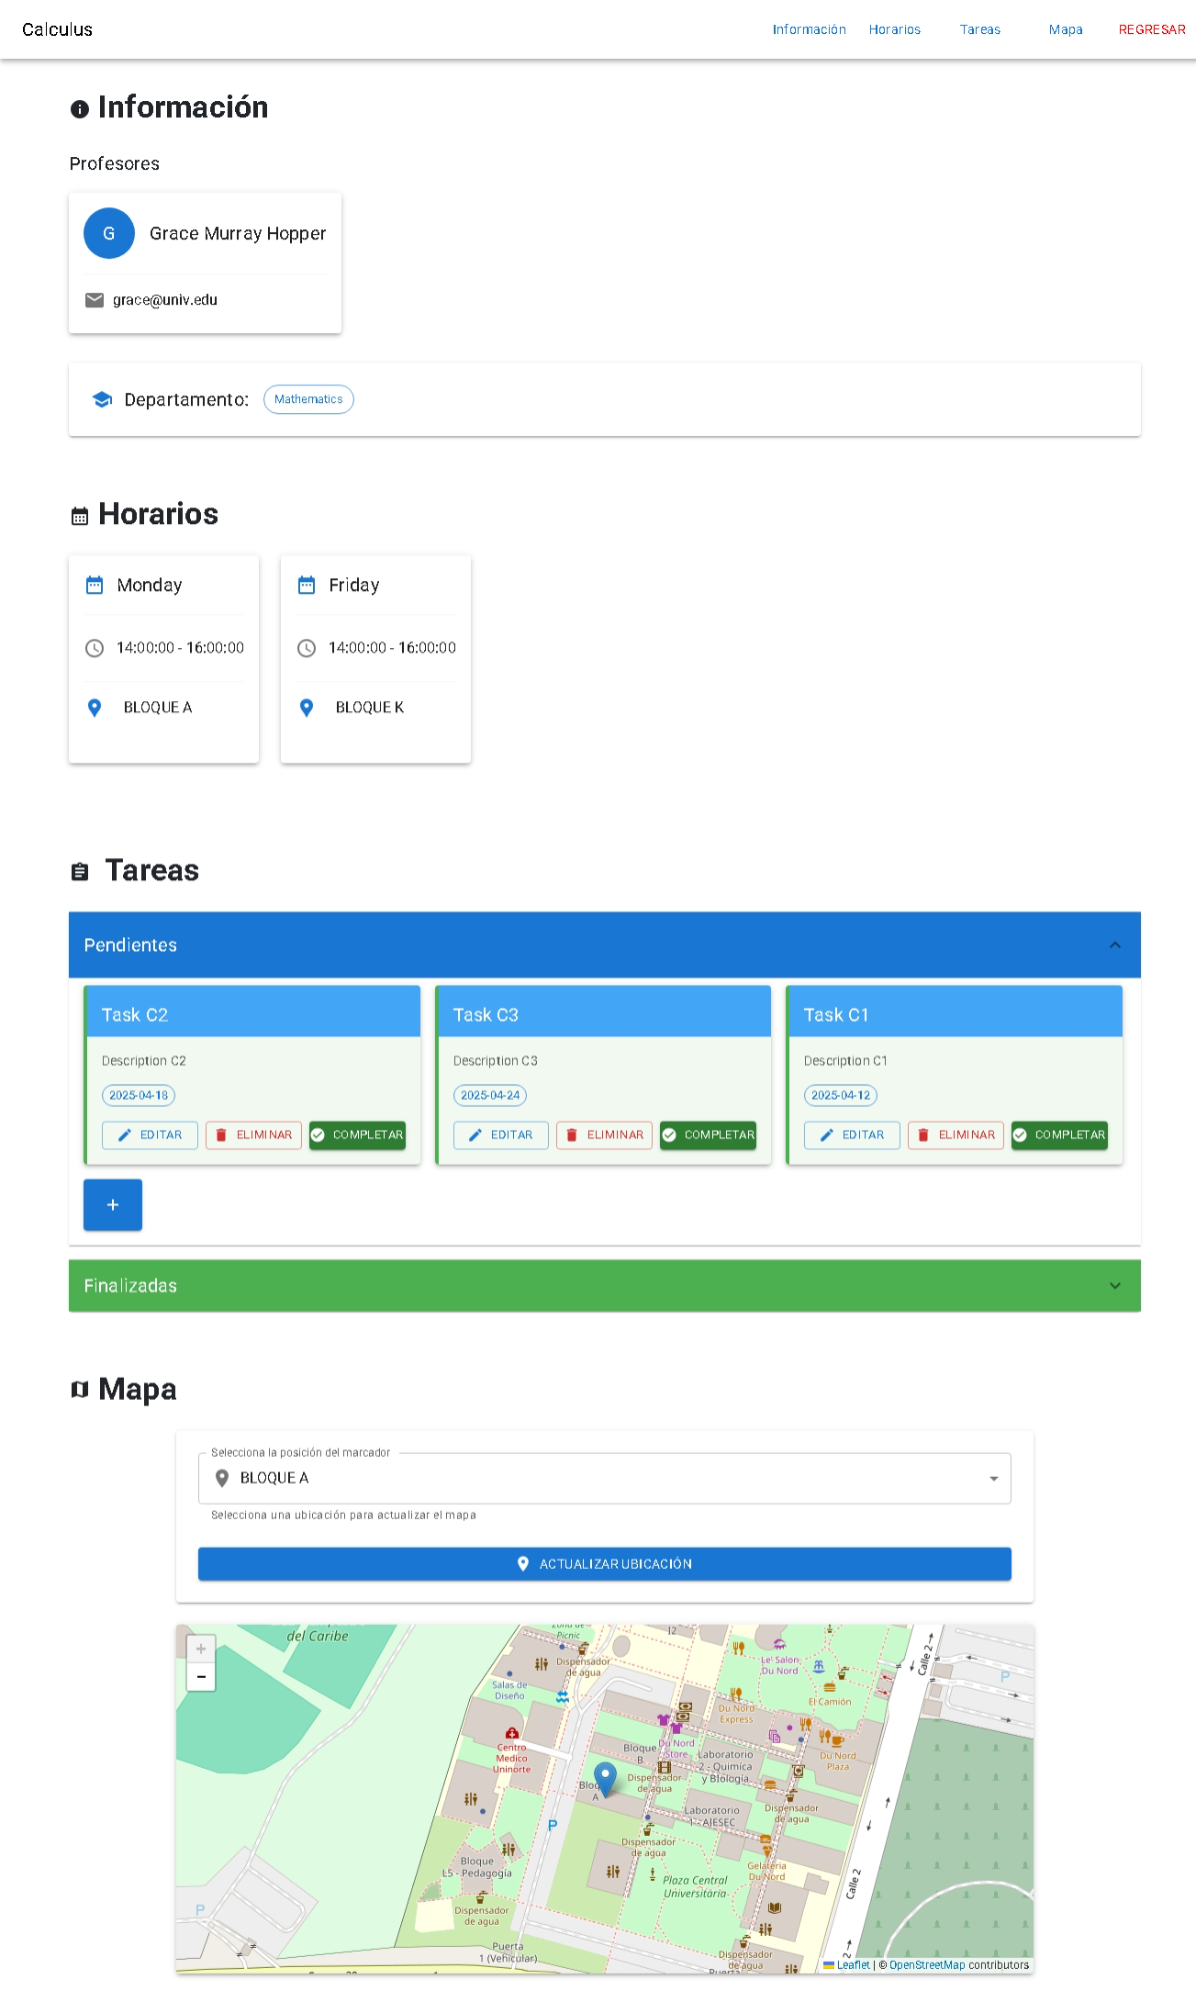 Calculus
Información
Horarios
Tareas
Mapa
REGRESAR
Información
Profesores
G
Grace Murray Hopper
grace@univ.edu
Departamento:
Mathematics
Horarios
Monday
14:00:00 - 16:00:00
BLOQUE A
Friday
14:00:00 - 16:00:00
BLOQUE K
Tareas
Pendientes
Task C2
Description C2
2025-04-18
EDITAR
ELIMINAR
COMPLETAR
Task C3
Description C3
2025-04-24
EDITAR
ELIMINAR
COMPLETAR
Task C1
Description C1
2025-04-12
EDITAR
ELIMINAR
COMPLETAR
+
Finalizadas
Mapa
Selecciona la posición del marcador
BLOQUE A
Selecciona una ubicación para actualizar el mapa
ACTUALIZAR UBICACIÓN
+
−
del Caribe
Picnic
12
Dispensador
de agua
Salas de
Diseño
Le' Salon
Du Nord
El Camión
Du Nord
Express
Centro
Medico
Uninorte
Bloque
B
Du Nord
Store
Laboratorio
2 - Quimica
y Biología
Du Nord
Plaza
Dispensador
de agua
A
Laboratorio
1 - AIESEC
Dispensador
de agua
P
Dispensador
de agua
Bloque
L5 - Pedagogía
Plaza Central
Universitaria
Gelateria
Du Nord
Dispensador
de agua
Puerta
1 (Vehicular)
Dispensador
de agua
Calle 2
Calle 2
P
P
Leaflet | © OpenStreetMap contributors